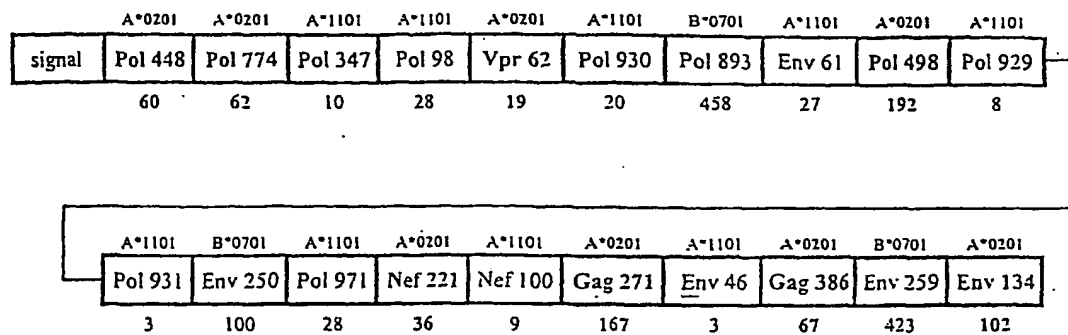 A*0201 A*0201 A*1101 A*1101 A*0201 A*1101 B*0701 A*1101 A*0201 A*1101
signal Pol 448 Pol 774 Pol 347 Pol 98 Vpr 62 Pol 930 Pol 893 Env 61 Pol 498 Pol 929
60 62 10 28 19 20 458 27 192 8
A*1101 B*0701 A*1101 A*0201 A*1101 A*0201 A*1101 A*0201 B*0701 A*0201
Pol 931 Env 250 Pol 971 Nef 221 Nef 100 Gag 271 Env 46 Gag 386 Env 259 Env 134
3 100 28 36 9 167 3 67 423 102